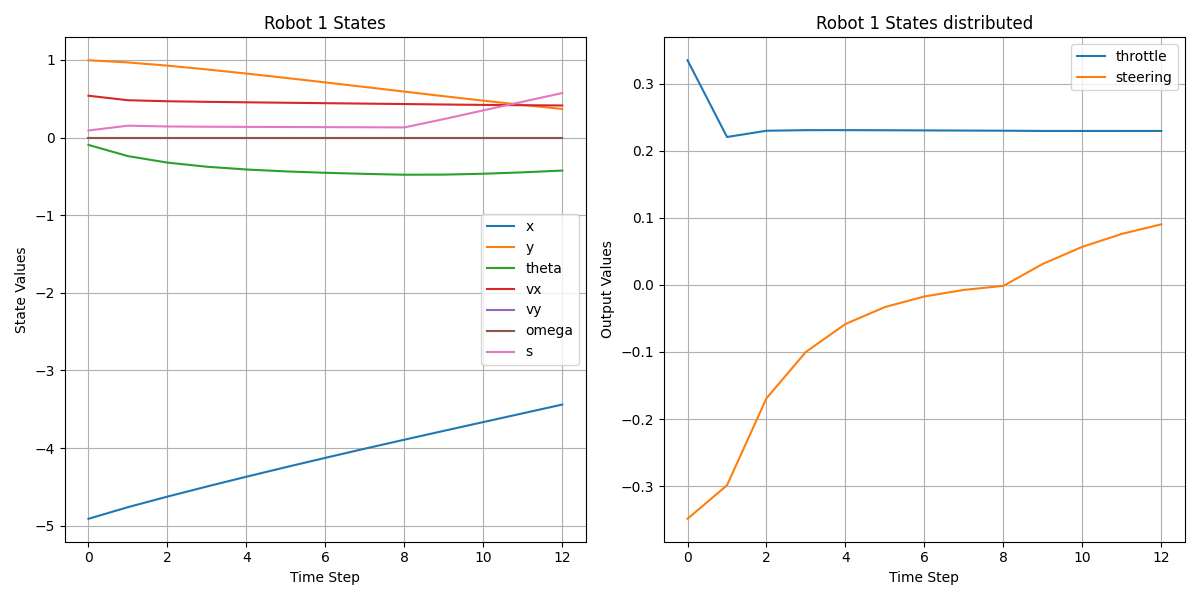 Robot 1 States
1
0
−1
−2
−3
−4
−5
State Values
0 2 4 6 8 10 12
Time Step
x
y
theta
vx
vy
omega
s
Robot 1 States distributed
0.3
0.2
0.1
0.0
−0.1
−0.2
−0.3
Output Values
0 2 4 6 8 10 12
Time Step
throttle
steering